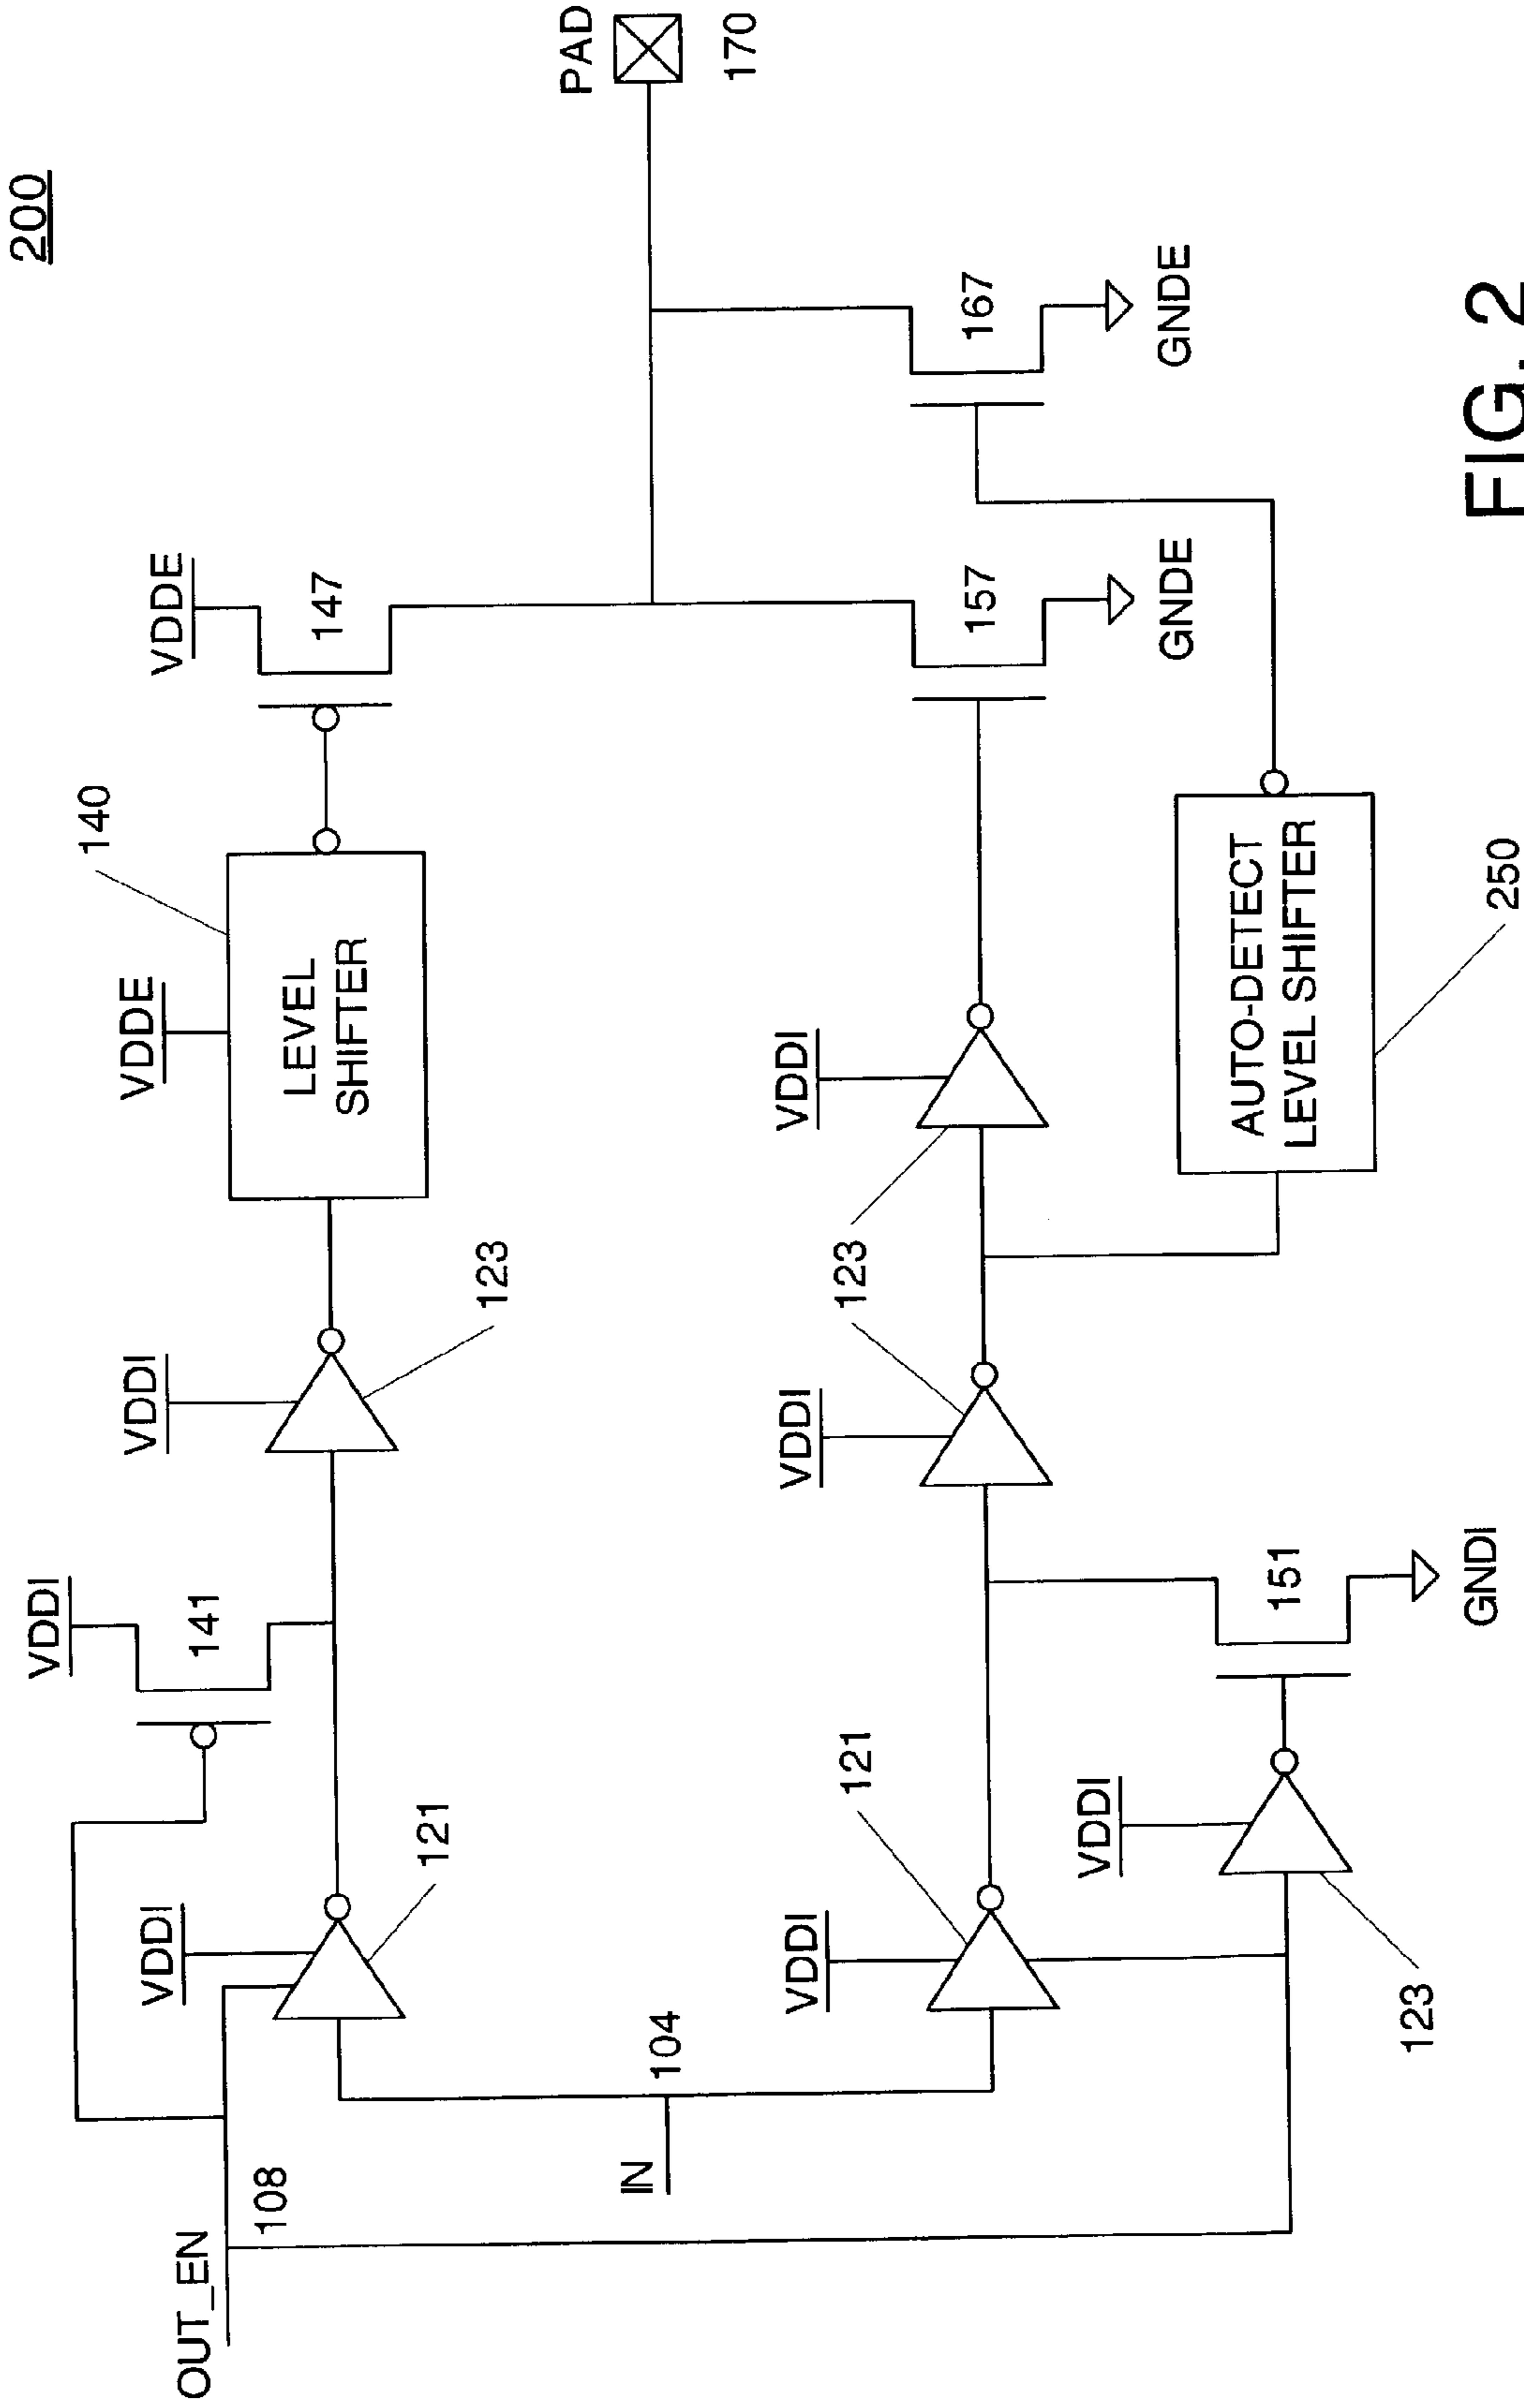 200
VDDI
141
VDDI
123
VDDE
140
LEVEL
SHIFTER
VDDE
147
PAD
170
OUT_EN
108
VDDI
121
IN
104
VDDI
121
VDDI
123
VDDI
157
167
GNDE
GNDE
VDDI
123
151
GNDI
AUTO-DETECT
LEVEL SHIFTER
250
FIG. 2